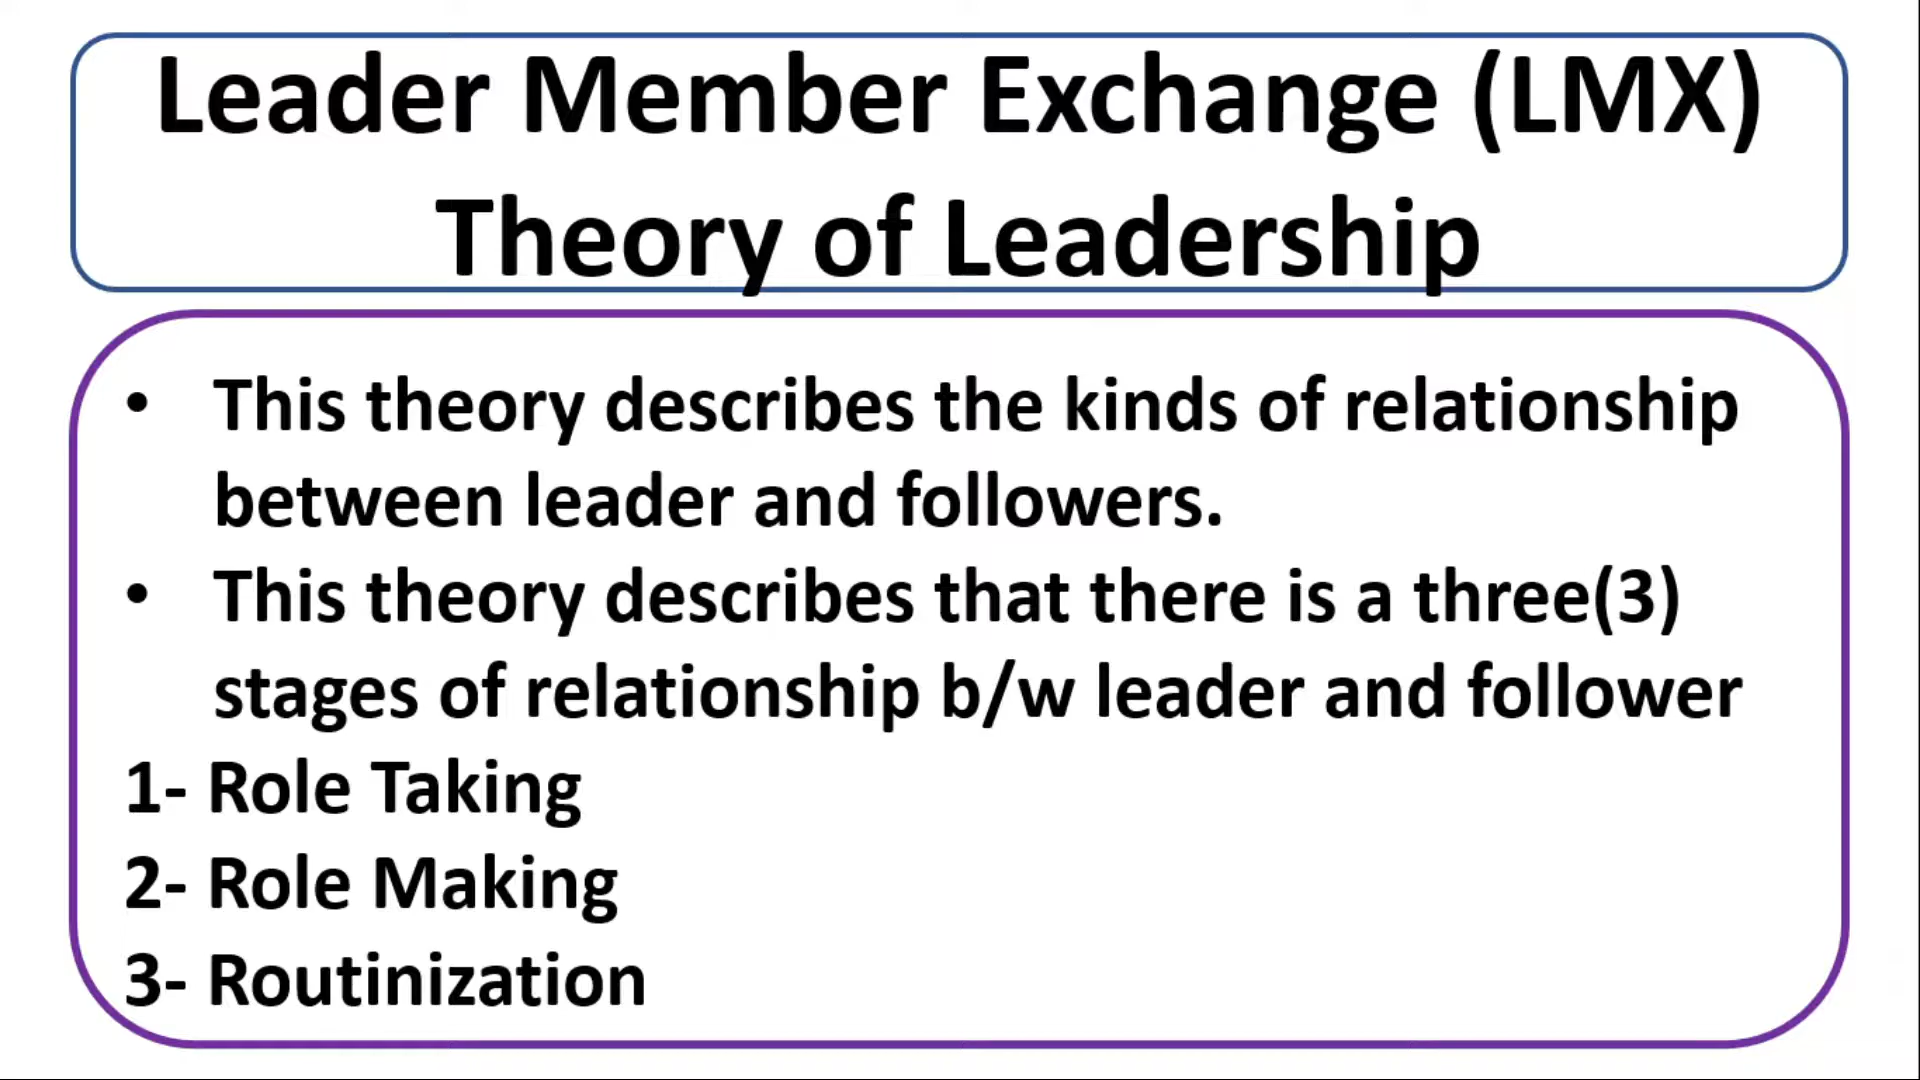 Leader Member Exchange (LMX)
Theory of Leadership
• This theory describes the kinds of relationship
between leader and followers.
• This theory describes that there is a three(3)
stages of relationship b/w leader and follower
1- Role Taking
2- Role Making
3- Routinization